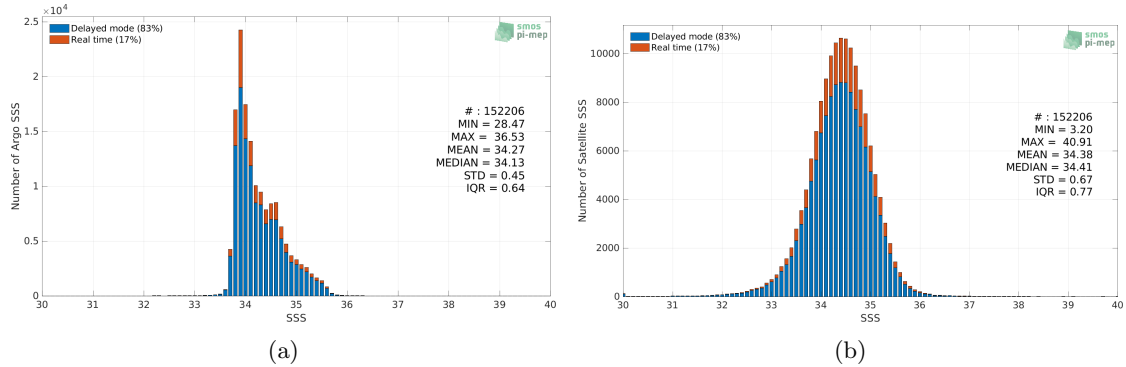 ×10⁴
Delayed mode (83%)
Real time (17%)
smos
pi-mep
# : 152206
MIN = 28.47
MAX = 36.53
MEAN = 34.27
MEDIAN = 34.13
STD = 0.45
IQR = 0.64
Number of Argo SSS
2.5
2
1.5
1
0.5
0
30 31 32 33 34 35 36 37 38 39 40
SSS
(a)
Delayed mode (83%)
Real time (17%)
smos
pi-mep
# : 152206
MIN = 3.20
MAX = 40.91
MEAN = 34.38
MEDIAN = 34.41
STD = 0.67
IQR = 0.77
Number of Satellite SSS
10000
8000
6000
4000
2000
0
30 31 32 33 34 35 36 37 38 39 40
SSS
(b)